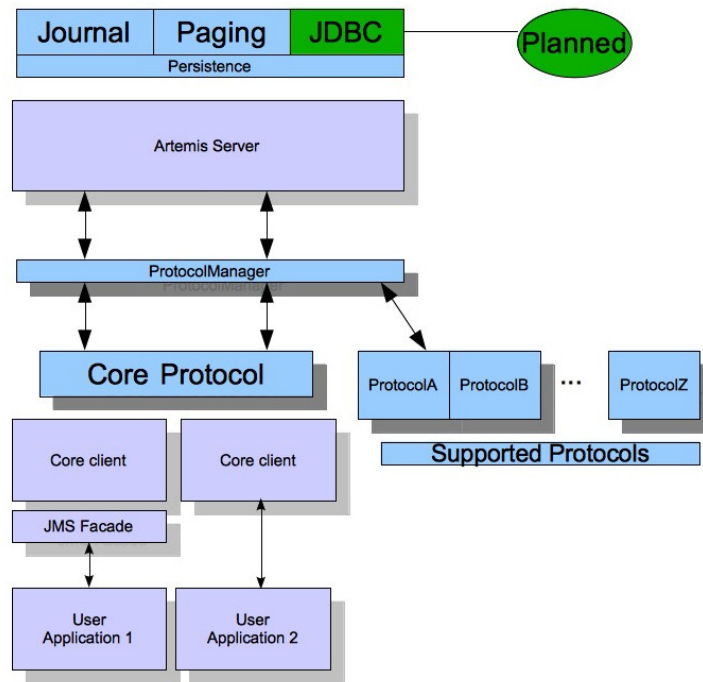 Journal
Paging
JDBC
Planned
Persistence
Artemis Server
ProtocolManager
Core Protocol
ProtocolA
ProtocolB
...
ProtocolZ
Supported Protocols
Core client
Core client
JMS Facade
User
Application 1
User
Application 2